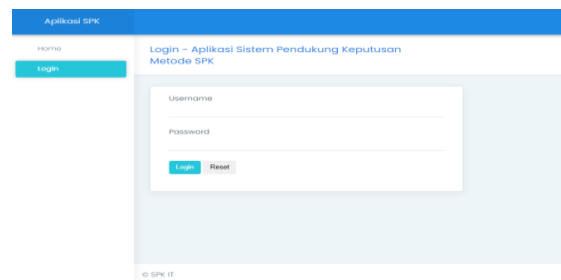 Aplikasi SPK
Home
Login
Login - Aplikasi Sistem Pendukung Keputusan
Metode SPK
Username
Password
Login Reset
© SPK IT